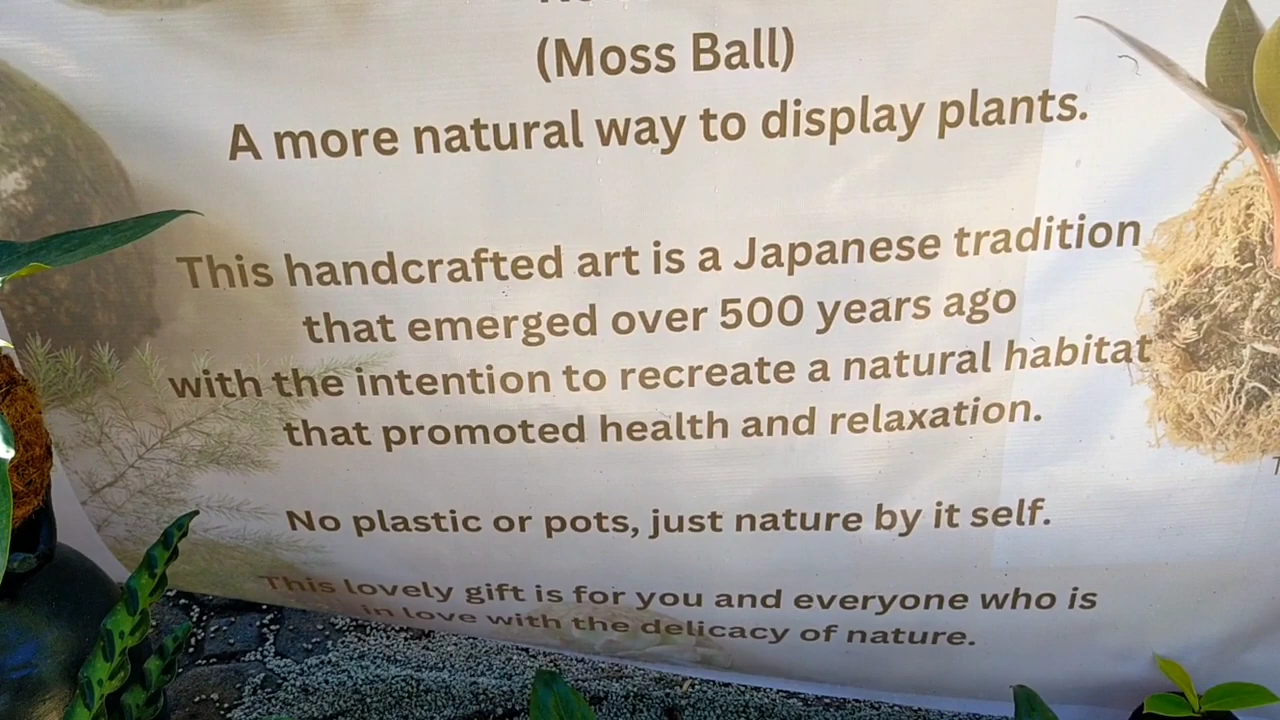 (Moss Ball)
A more natural way to display plants.
This handcrafted art is a Japanese tradition
that emerged over 500 years ago
with the intention to recreate a natural habitat
that promoted health and relaxation.
No plastic or pots, just nature by it self.
This lovely gift is for you and everyone who is
in love with the delicacy of nature.